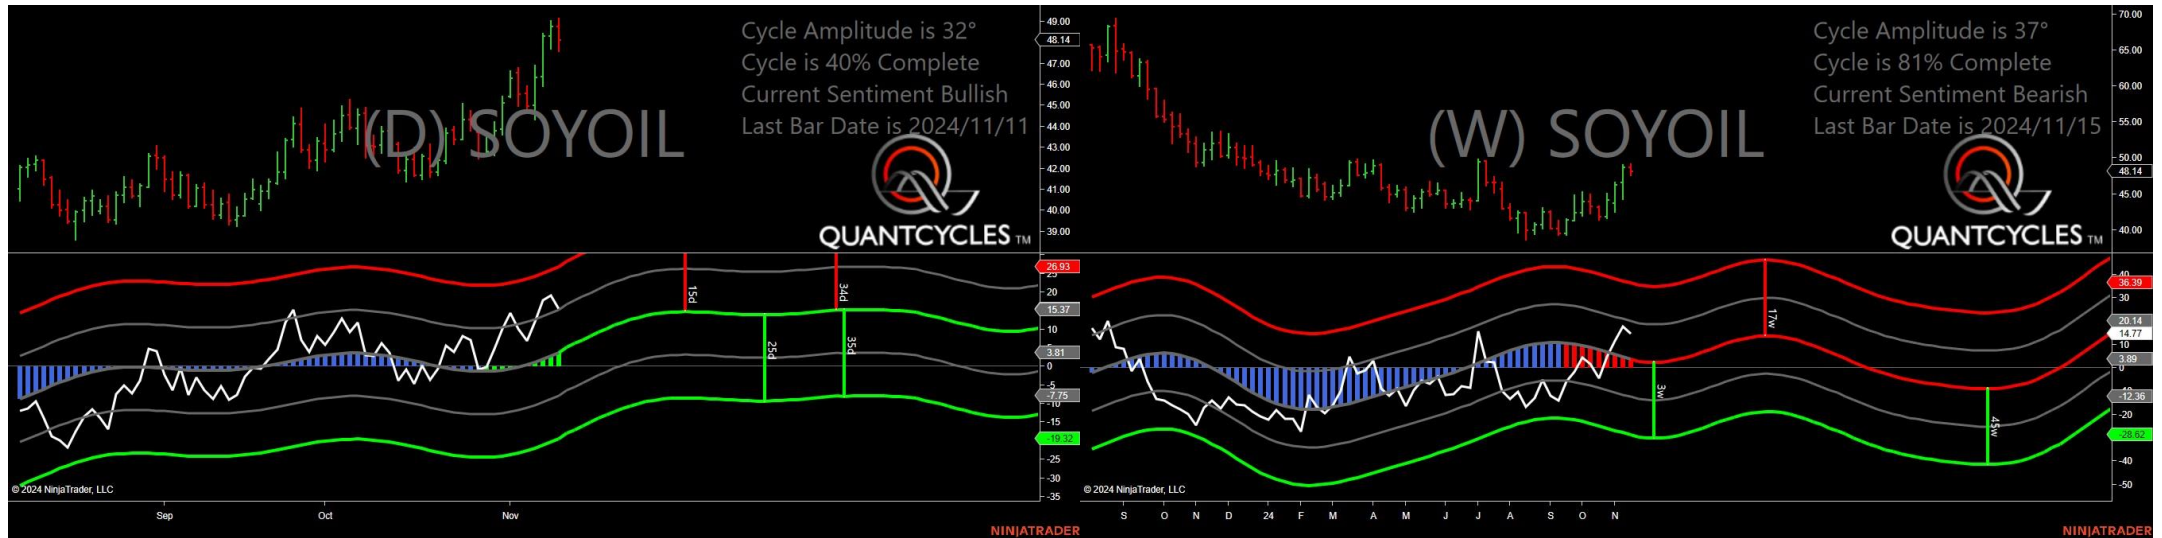 Cycle Amplitude is 32°
Cycle is 40% Complete
Current Sentiment Bullish
Last Bar Date is 2024/11/11
(D) SOYOIL
QUANTCYCLES TM
49.00
48.14
47.00
46.00
45.00
44.00
43.00
42.00
41.00
40.00
39.00
26.93
25
20
15.37
10
5
3.81
0
-5
-7.75
-10
-15
-19.32
-25
-30
-35
15d
25d
34d
35d
© 2024 NinjaTrader, LLC
Sep
Oct
Nov
NINJATRADER
Cycle Amplitude is 37°
Cycle is 81% Complete
Current Sentiment Bearish
Last Bar Date is 2024/11/15
(W) SOYOIL
QUANTCYCLES TM
70.00
65.00
60.00
55.00
50.00
48.14
45.00
40.00
40
36.39
30
20.14
14.77
10
3.89
0
-12.36
-20
-28.62
-40
-50
3w
17w
45w
© 2024 NinjaTrader, LLC
S O N D 24 F M A M J J A S O N
NINJATRADER